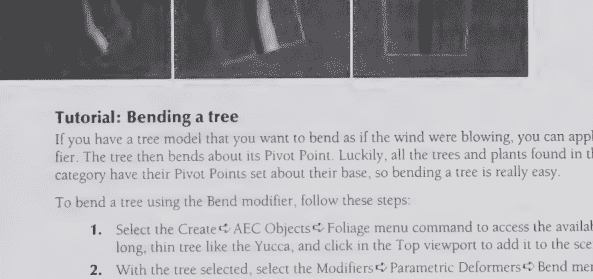 Tutorial: Bending a tree
If you have a tree model that you want to bend as if the wind were blowing, you can
fier. The tree then bends about its Pivot Point. Luckily, all the trees and plants found in
category have their Pivot Points set about their base, so bending a tree is really easy.
To bend a tree using the Bend modifier, follow these steps:
1. Select the Create ➪ AEC Objects ➪ Foliage menu command to access the
long, thin tree like the Yucca, and click in the Top viewport to add it to the
2. With the tree selected, select the Modifiers ➪ Parametric Deformers ➪ Bend